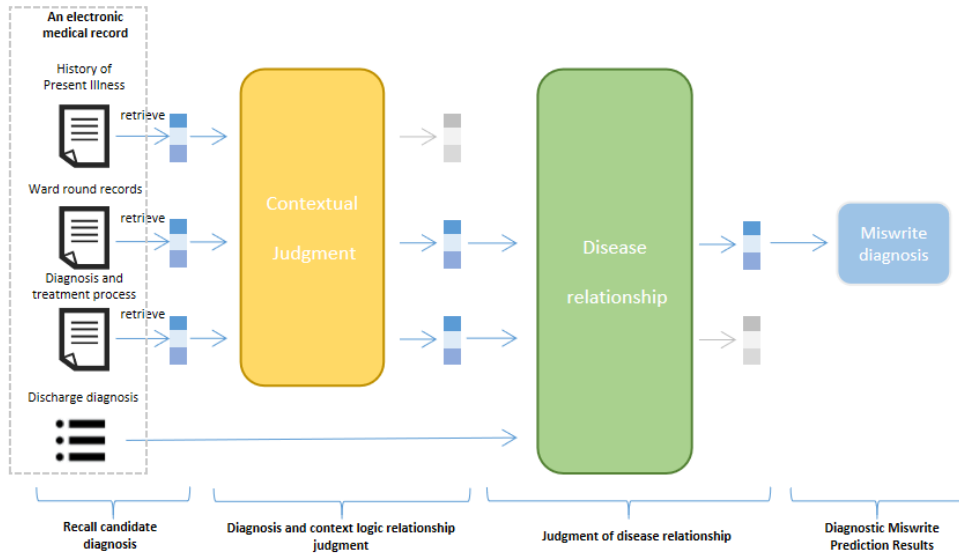 An electronic
medical record
History of
Present Illness
retrieve
Ward round records
retrieve
Diagnosis and
treatment process
retrieve
Discharge diagnosis
Contextual
Judgment
Disease
relationship
Miswrite
diagnosis
Recall candidate
diagnosis
Diagnosis and context logic relationship
judgment
Judgment of disease relationship
Diagnostic Miswrite
Prediction Results